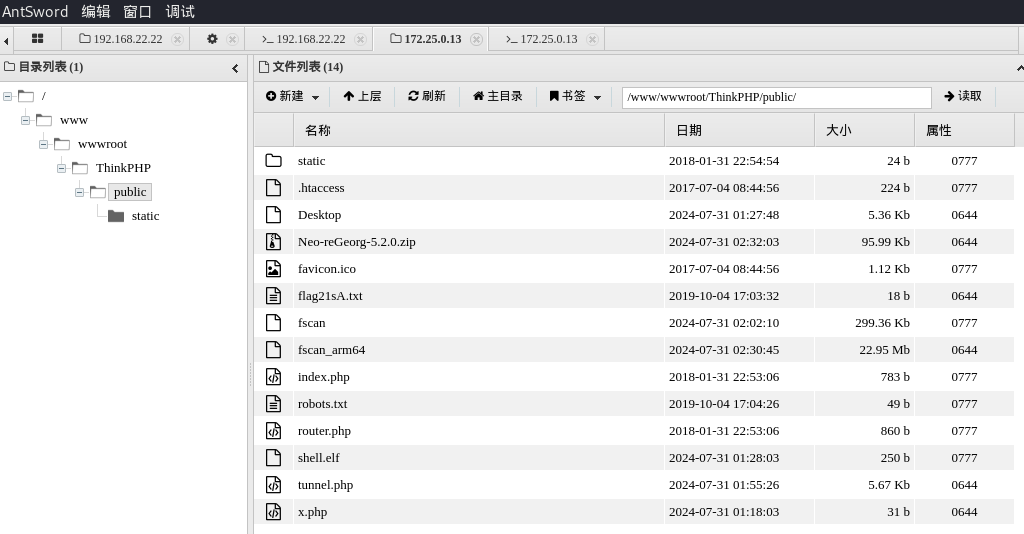 AntSword 编辑 窗口 调试
192.168.22.22 >_ 192.168.22.22 172.25.0.13 >_ 172.25.0.13
目录列表 (1)
/
www
wwwroot
ThinkPHP
public
static
文件列表 (14)
新建 上层 刷新 主目录 书签 /www/wwwroot/ThinkPHP/public/ 读取
名称 日期 大小 属性
static 2018-01-31 22:54:54 24 b 0777
.htaccess 2017-07-04 08:44:56 224 b 0777
Desktop 2024-07-31 01:27:48 5.36 Kb 0644
Neo-reGeorg-5.2.0.zip 2024-07-31 02:32:03 95.99 Kb 0644
favicon.ico 2017-07-04 08:44:56 1.12 Kb 0777
flag21sA.txt 2019-10-04 17:03:32 18 b 0644
fscan 2024-07-31 02:02:10 299.36 Kb 0777
fscan_arm64 2024-07-31 02:30:45 22.95 Mb 0644
index.php 2018-01-31 22:53:06 783 b 0777
robots.txt 2019-10-04 17:04:26 49 b 0777
router.php 2018-01-31 22:53:06 860 b 0777
shell.elf 2024-07-31 01:28:03 250 b 0777
tunnel.php 2024-07-31 01:55:26 5.67 Kb 0644
x.php 2024-07-31 01:18:03 31 b 0644